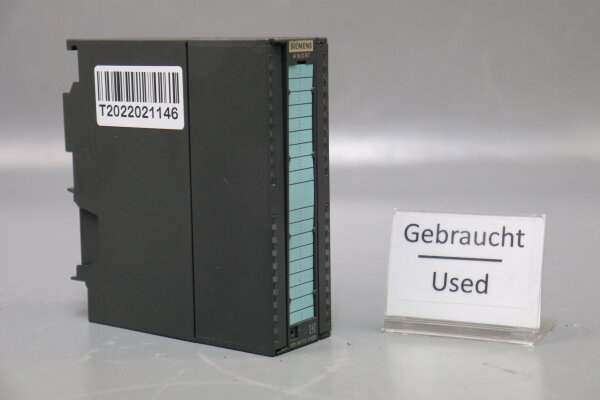 SIEMENS
T2022021146
Gebraucht
Used